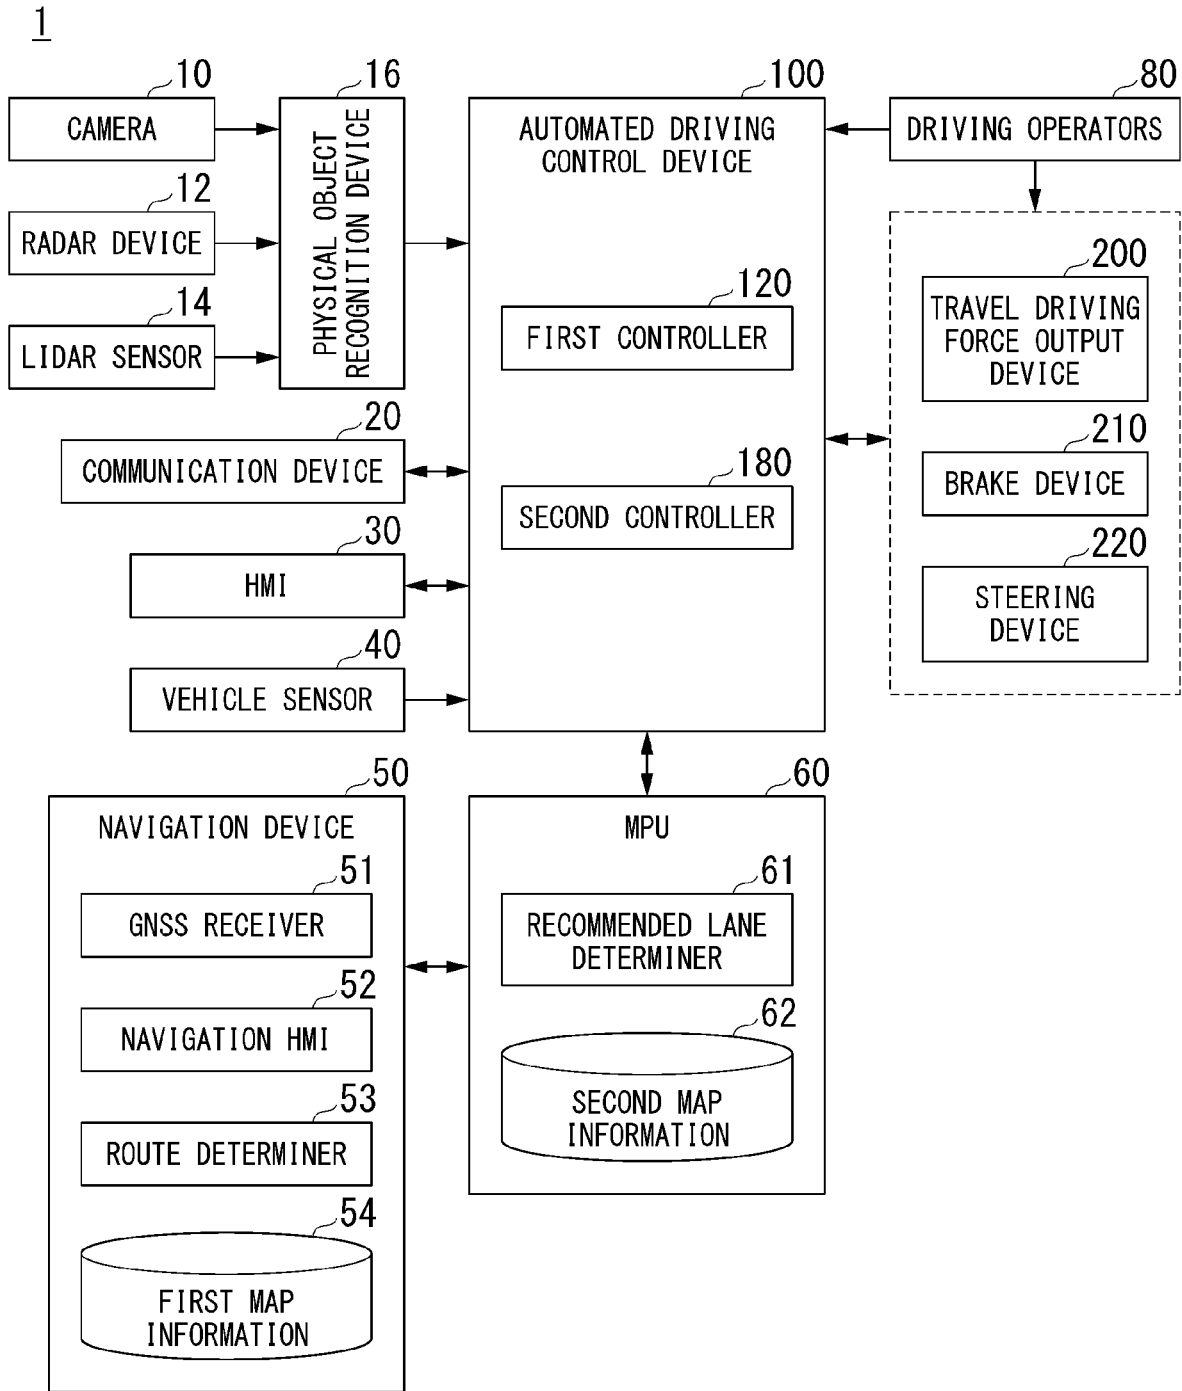 1
10
CAMERA
12
RADAR DEVICE
14
LIDAR SENSOR
16
PHYSICAL OBJECT
RECOGNITION DEVICE
20
COMMUNICATION DEVICE
30
HMI
40
VEHICLE SENSOR
100
AUTOMATED DRIVING
CONTROL DEVICE
120
FIRST CONTROLLER
180
SECOND CONTROLLER
80
DRIVING OPERATORS
200
TRAVEL DRIVING
FORCE OUTPUT
DEVICE
210
BRAKE DEVICE
220
STEERING
DEVICE
50
NAVIGATION DEVICE
51
GNSS RECEIVER
52
NAVIGATION HMI
53
ROUTE DETERMINER
54
FIRST MAP
INFORMATION
60
MPU
61
RECOMMENDED LANE
DETERMINER
62
SECOND MAP
INFORMATION